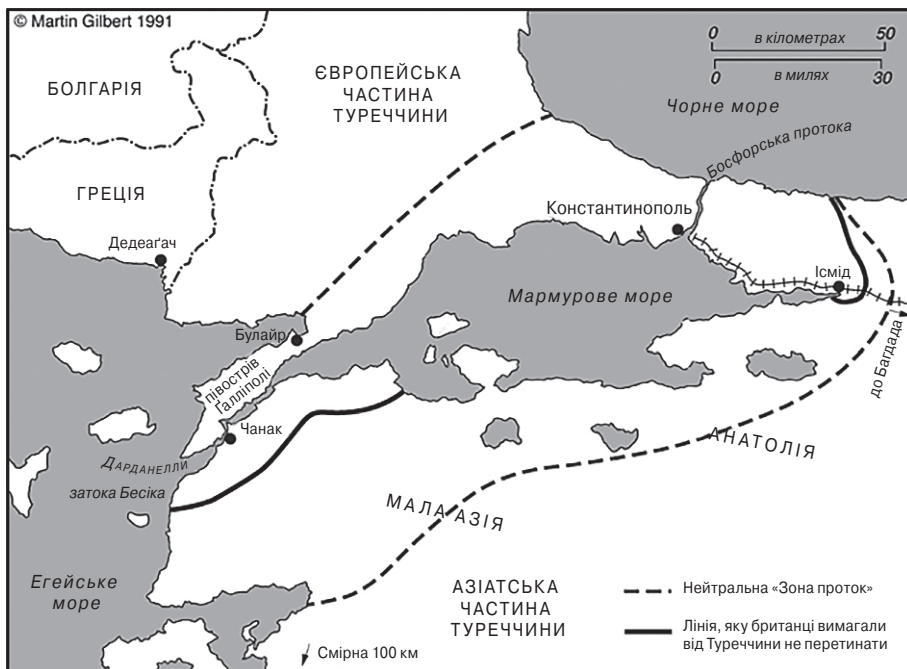 © Martin Gilbert 1991
0 50
в кілометрах
0 30
в милях
БОЛГАРІЯ
ЄВРОПЕЙСЬКА
ЧАСТИНА
ТУРЕЧЧИНИ
Чорне море
Босфорська протока
ГРЕЦІЯ
Константинополь
Дедеаґач
Ісмід
Мармурове море
Булайр
до Багдада
півострів
Ґалліполі
Чанак
АНАТОЛІЯ
ДАРДАНЕЛЛИ
затока Бесіка
МАЛА АЗІЯ
Егейське
море
АЗІАТСЬКА
ЧАСТИНА
ТУРЕЧЧИНИ
Нейтральна «Зона проток»
Лінія, яку британці вимагали
від Туреччини не перетинати
Смірна 100 км